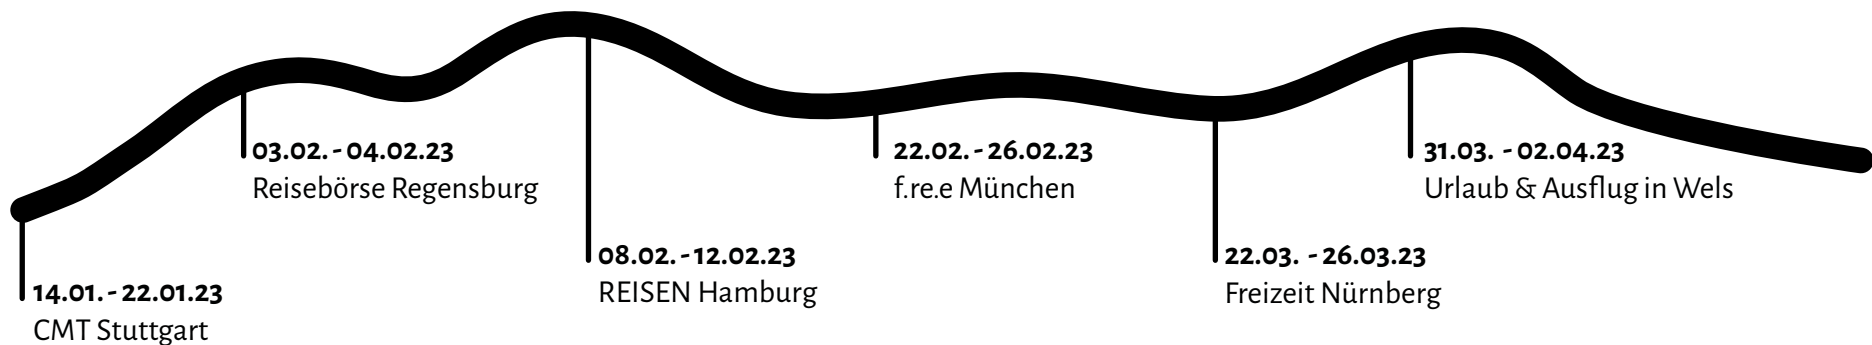 14.01. - 22.01.23
CMT Stuttgart
03.02. - 04.02.23
Reisebörse Regensburg
08.02. - 12.02.23
REISEN Hamburg
22.02. - 26.02.23
f.re.e München
22.03. - 26.03.23
Freizeit Nürnberg
31.03. - 02.04.23
Urlaub & Ausflug in Wels